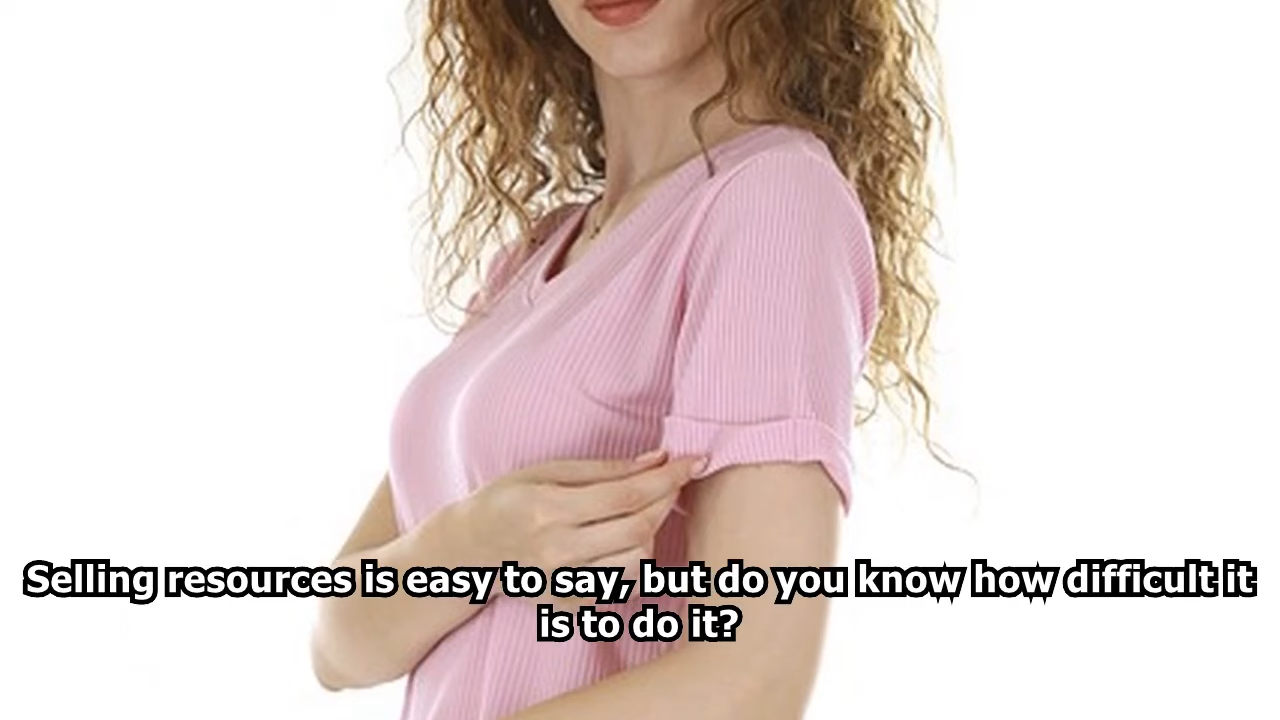 Selling resources is easy to say, but do you know how difficult it
is to do it?